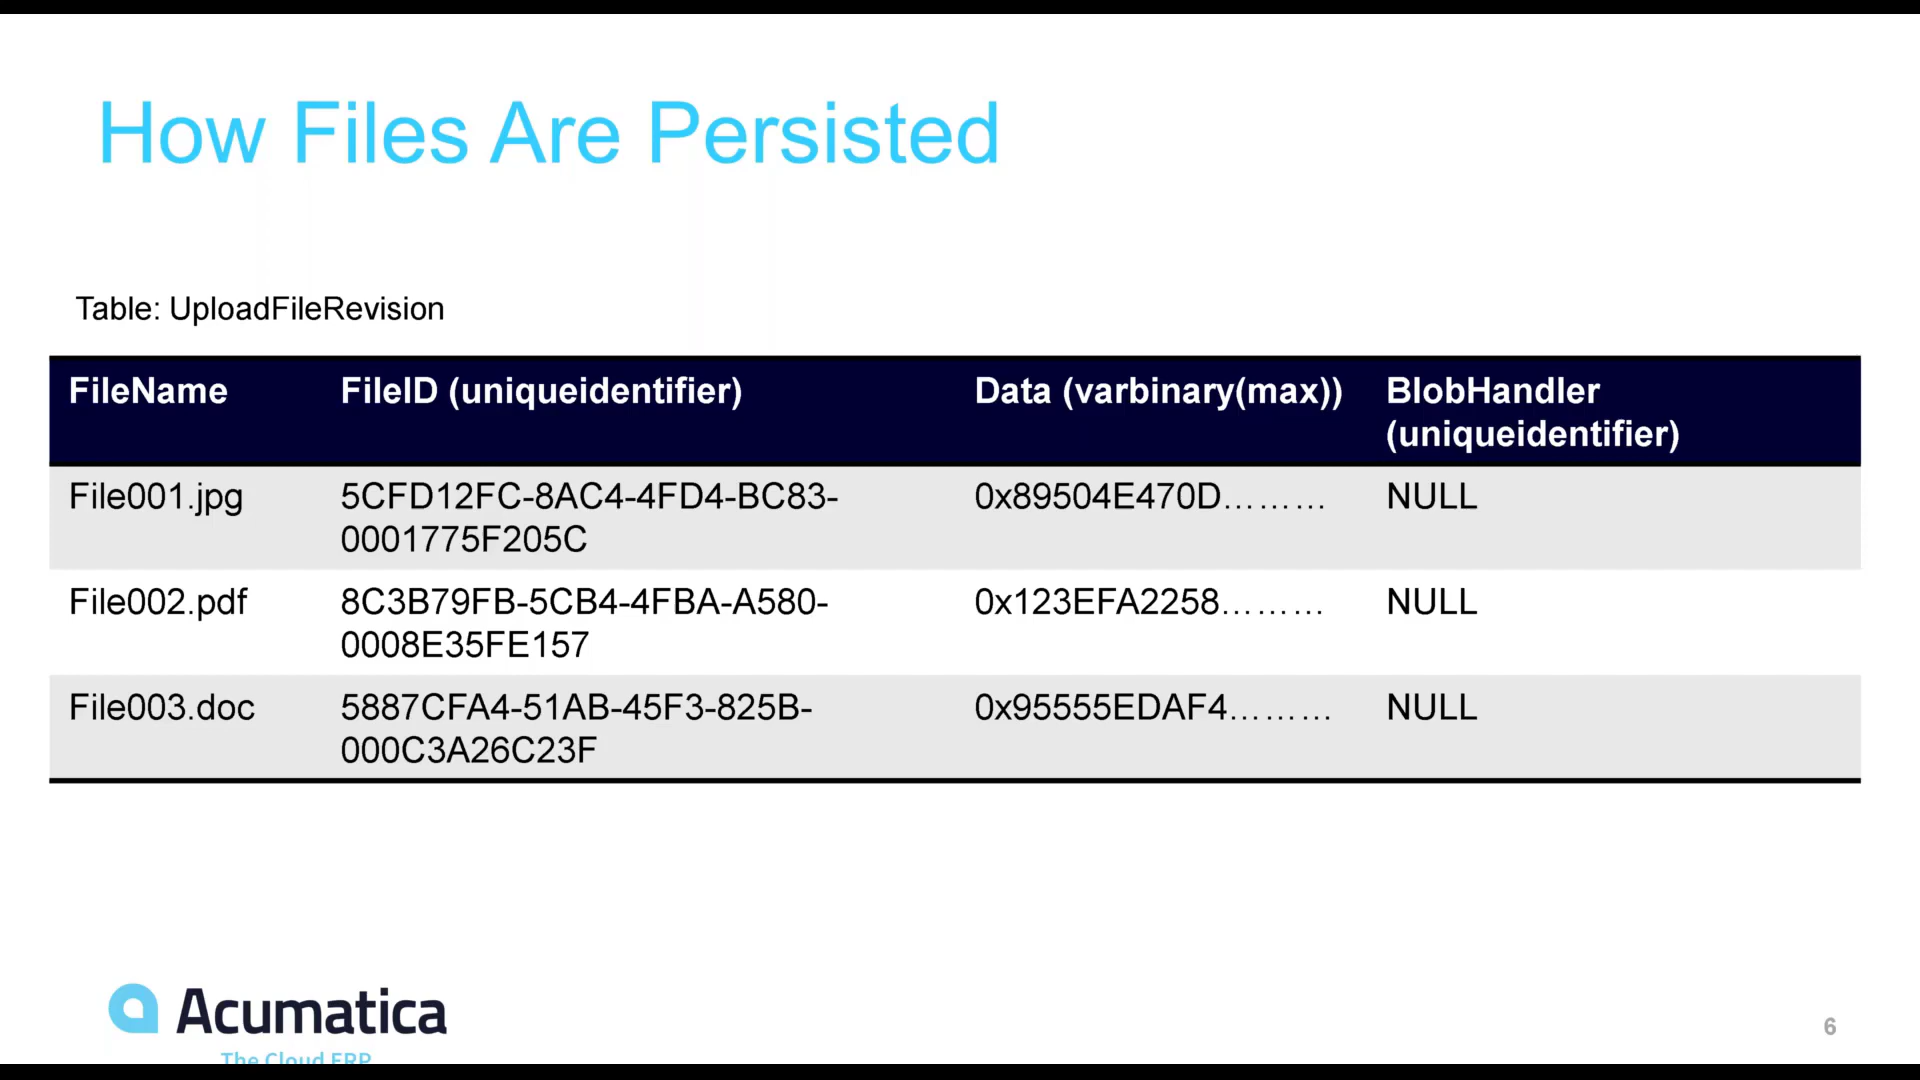 How Files Are Persisted
Table: UploadFileRevision
FileName FileID (uniqueidentifier) Data (varbinary(max)) BlobHandler
(uniqueidentifier)
File001.jpg 5CFD12FC-8AC4-4FD4-BC83- 0x89504E470D……… NULL
0001775F205C
File002.pdf 8C3B79FB-5CB4-4FBA-A580- 0x123EFA2258……… NULL
0008E35FE157
File003.doc 5887CFA4-51AB-45F3-825B- 0x95555EDAF4……… NULL
000C3A26C23F
Acumatica
The Cloud ERP
6